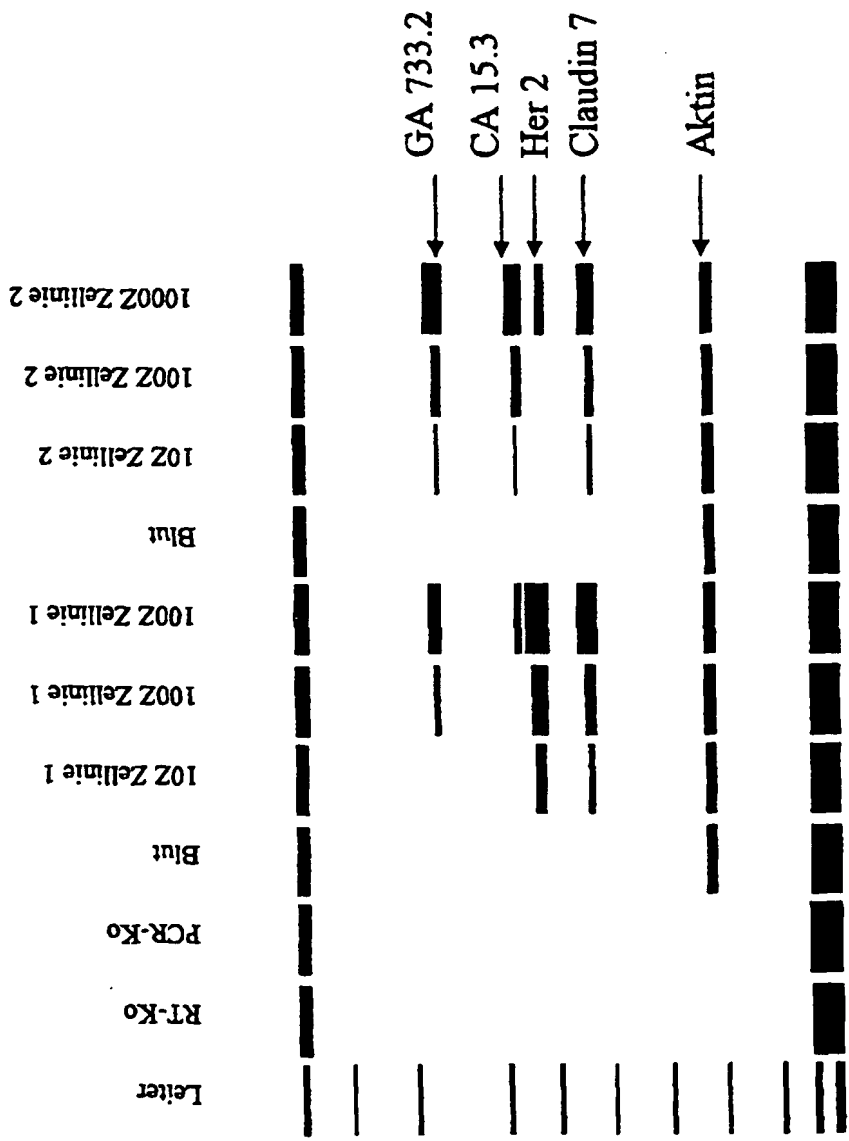 GA 733.2
CA 15.3
Her 2
Claudin 7
Aktin
1000Z Zellinie 2
100Z Zellinie 2
10Z Zellinie 2
Blut
100Z Zellinie 1
100Z Zellinie 1
10Z Zellinie 1
Blut
PCR-Ko
RT-Ko
Leiter